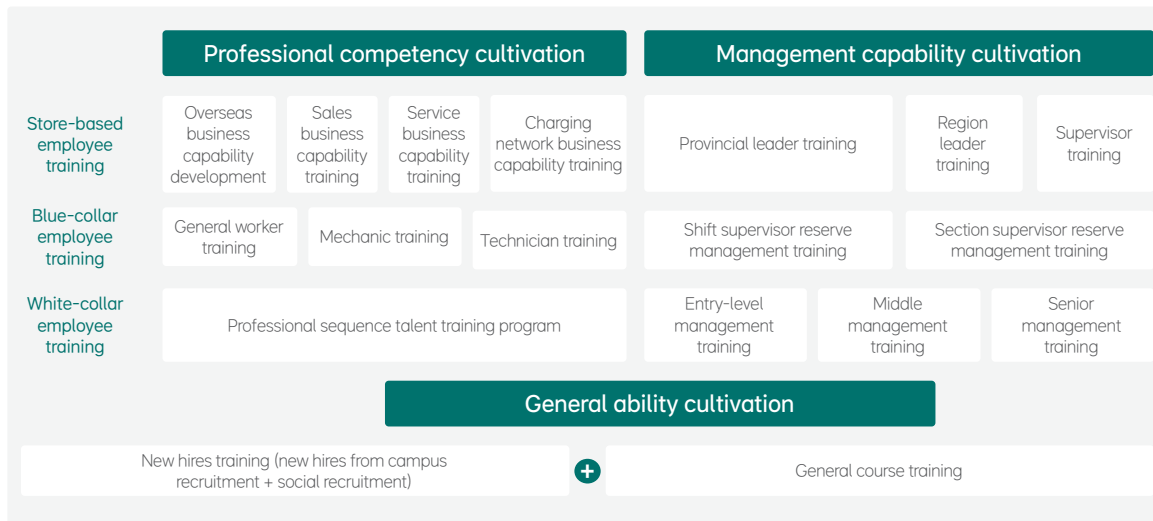 Professional competency cultivation
Management capability cultivation
Store-based
employee
training
Overseas
business
capability
development
Sales
business
capability
training
Service
business
capability
training
Charging
network business
capability training
Provincial leader training
Region
leader
training
Supervisor
training
Blue-collar
employee
training
General worker
training
Mechanic training
Technician training
Shift supervisor reserve
management training
Section supervisor reserve
management training
White-collar
employee
training
Professional sequence talent training program
Entry-level
management
training
Middle
management
training
Senior
management
training
General ability cultivation
New hires training (new hires from campus
recruitment + social recruitment)
+
General course training